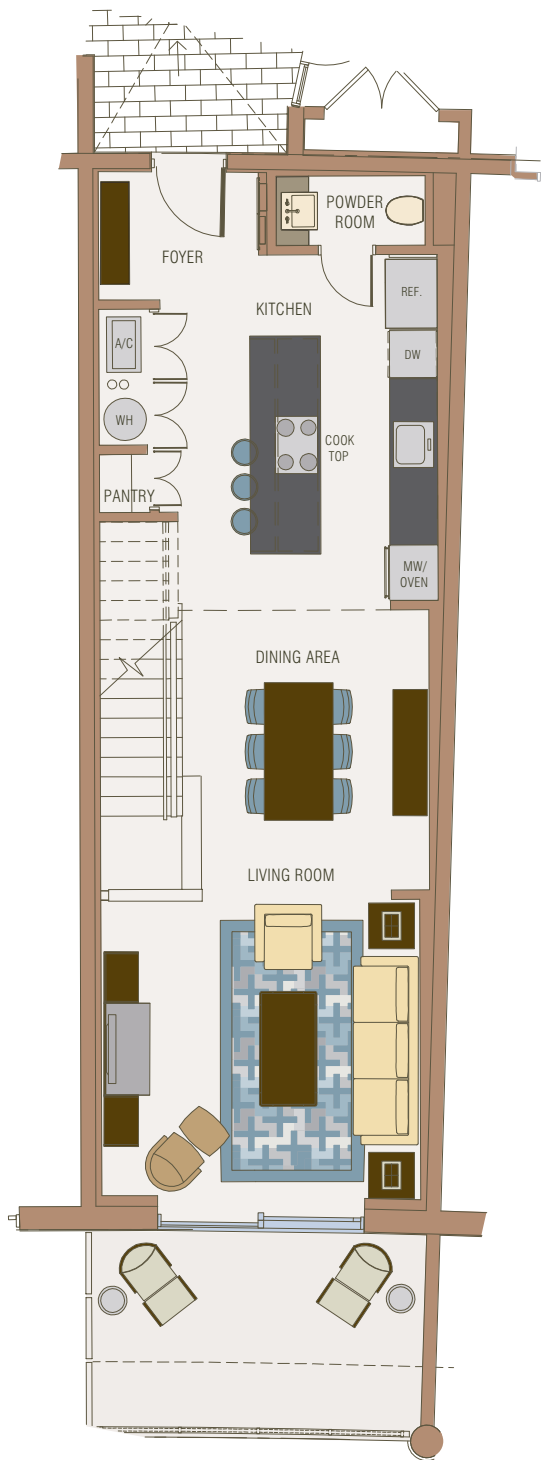 POWDER
ROOM
FOYER
REF.
KITCHEN
A/C
DW
WH
COOK
TOP
PANTRY
MW/
OVEN
DINING AREA
LIVING ROOM